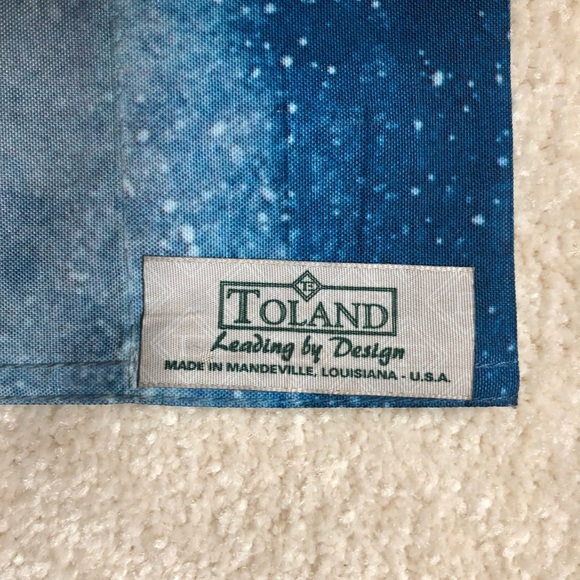 TOLAND
Leading by Design
MADE IN MANDEVILLE, LOUISIANA - U.S.A.